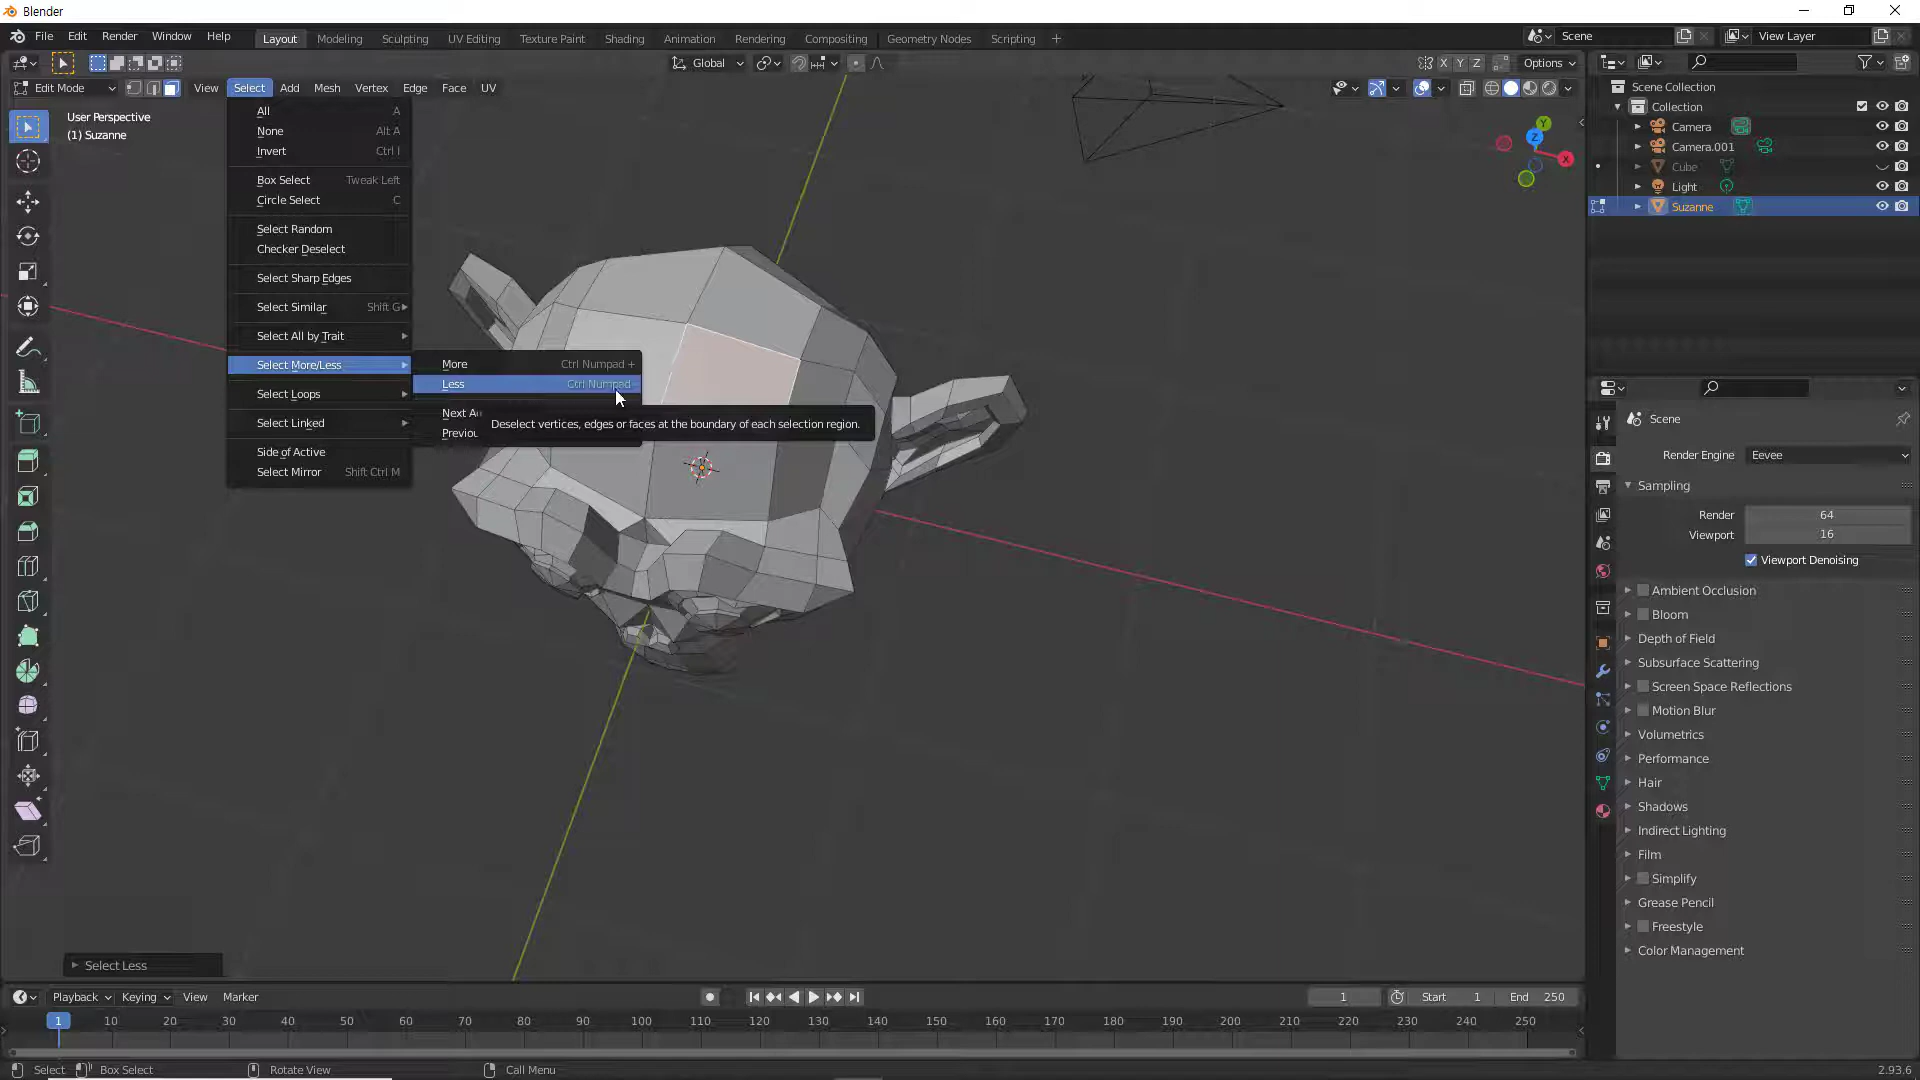 Blender
File Edit Render Window Help
Layout Modeling Sculpting UV Editing Texture Paint Shading Animation Rendering Compositing Geometry Nodes Scripting
Scene
View Layer
Global
X Y Z
Options
Edit Mode
View Select Add Mesh Vertex Edge Face UV
User Perspective
(1) Suzanne
All A
None Alt A
Invert Ctrl I
Box Select Tweak Left
Circle Select C
Select Random
Checker Deselect
Select Sharp Edges
Select Similar Shift G
Select All by Trait
Select More/Less
Select Loops
Select Linked
Side of Active
Select Mirror Shift Ctrl M
More Ctrl Numpad +
Less Ctrl Numpad
Next A
Previou
Deselect vertices, edges or faces at the boundary of each selection region.
Y
Z
X
Scene Collection
Collection
Camera
Camera.001
Cube
Light
Suzanne
Scene
Render Engine Eevee
Sampling
Render 64
Viewport 16
Viewport Denoising
Ambient Occlusion
Bloom
Depth of Field
Subsurface Scattering
Screen Space Reflections
Motion Blur
Volumetrics
Performance
Hair
Shadows
Indirect Lighting
Film
Simplify
Grease Pencil
Freestyle
Color Management
Select Less
Playback Keying View Marker
1 Start 1 End 250
1 10 20 30 40 50 60 70 80 90 100 110 120 130 140 150 160 170 180 190 200 210 220 230 240 250
Select Box Select Rotate View Call Menu
2.93.6